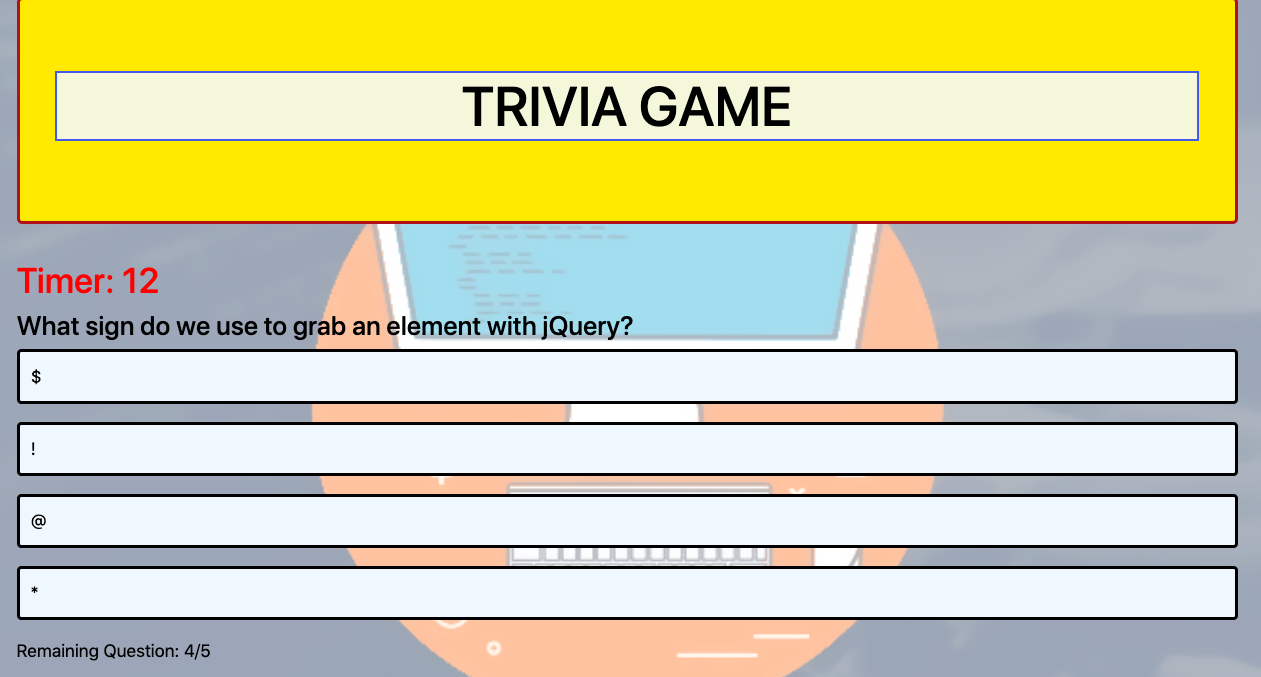 TRIVIA GAME
Timer: 12
What sign do we use to grab an element with jQuery?
$
!
@
*
Remaining Question: 4/5